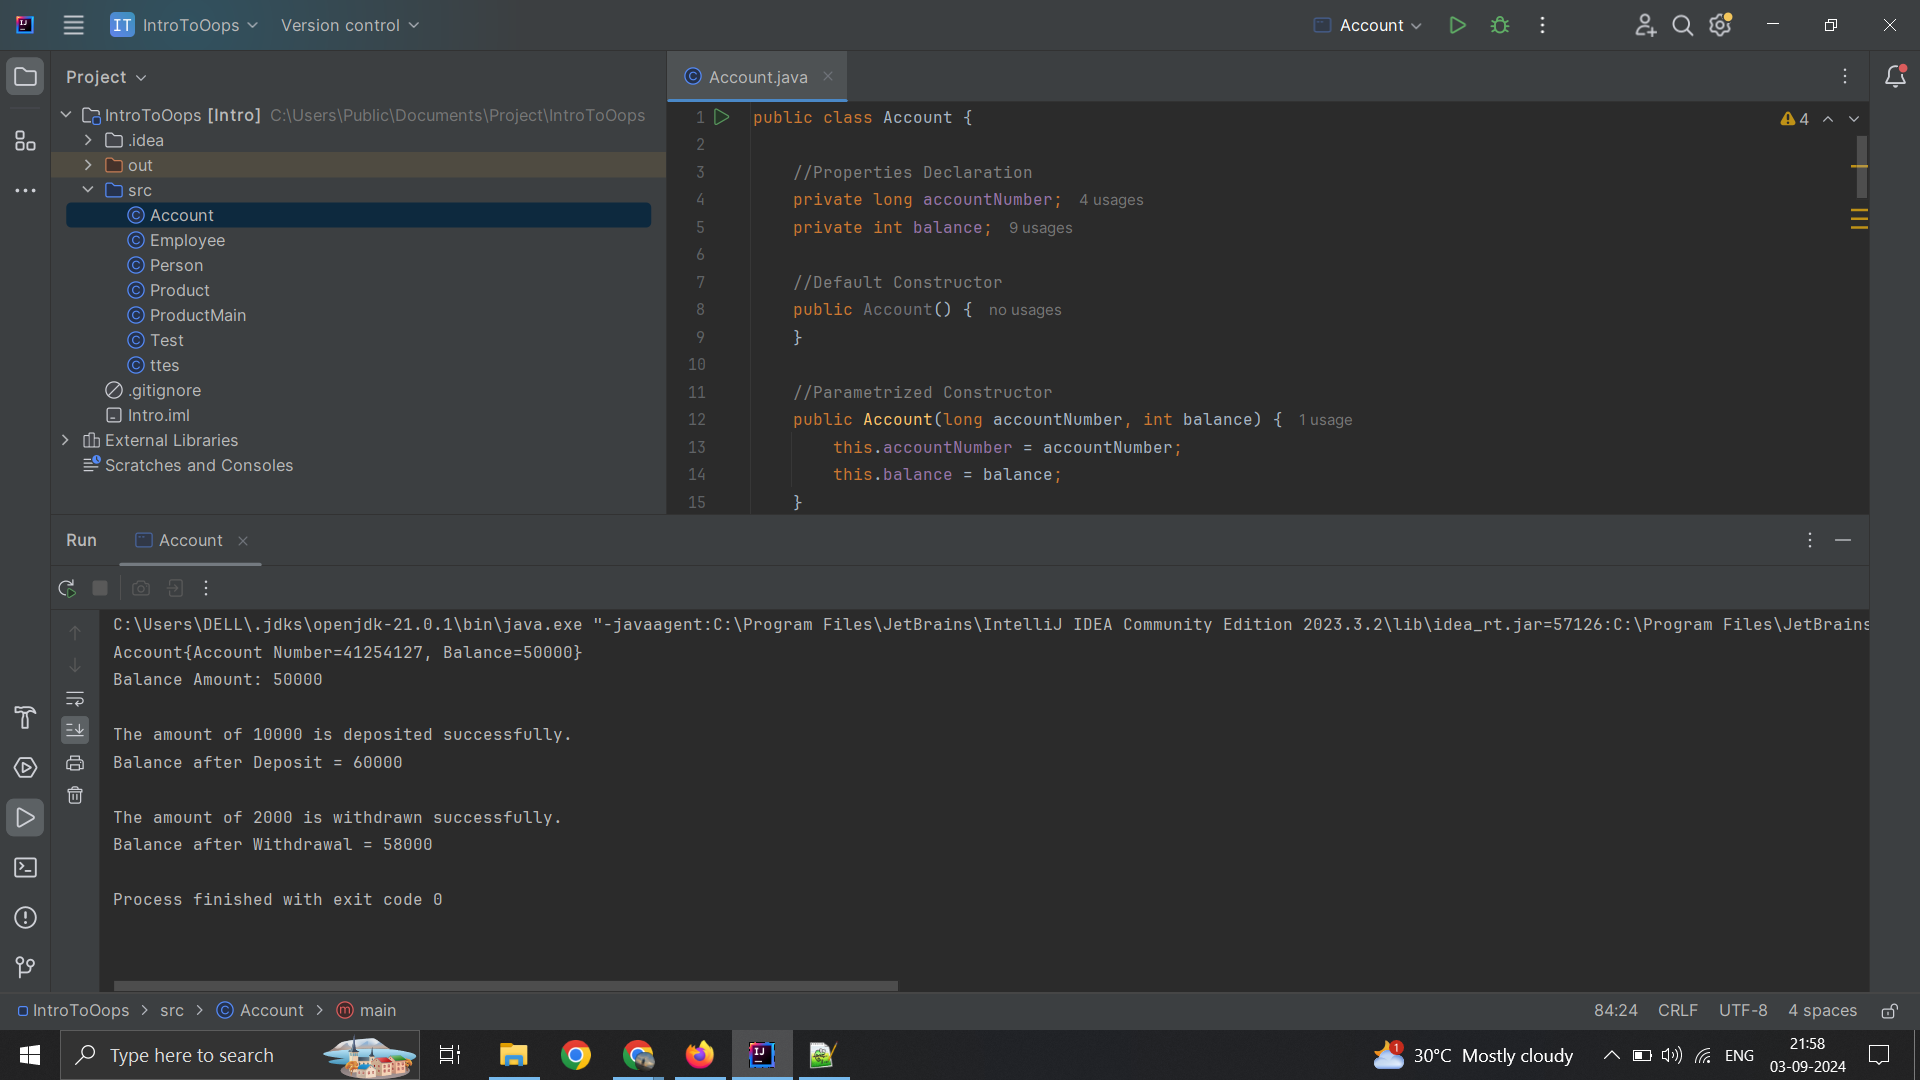 IT IntroToOops Version control Account
Project
IntroToOops [Intro] C:\Users\Public\Documents\Project\IntroToOops
.idea
out
src
Account
Employee
Person
Product
ProductMain
Test
ttes
.gitignore
Intro.iml
External Libraries
Scratches and Consoles
Account.java
4
1 public class Account {
2
3 //Properties Declaration
4 private long accountNumber; 4 usages
5 private int balance; 9 usages
6
7 //Default Constructor
8 public Account() { no usages
9 }
10
11 //Parametrized Constructor
12 public Account(long accountNumber, int balance) { 1 usage
13 this.accountNumber = accountNumber;
14 this.balance = balance;
15 }
Run Account
C:\Users\DELL\.jdks\openjdk-21.0.1\bin\java.exe "-javaagent:C:\Program Files\JetBrains\IntelliJ IDEA Community Edition 2023.3.2\lib\idea_rt.jar=57126:C:\Program Files\JetBrains
Account{Account Number=41254127, Balance=50000}
Balance Amount: 50000
The amount of 10000 is deposited successfully.
Balance after Deposit = 60000
The amount of 2000 is withdrawn successfully.
Balance after Withdrawal = 58000
Process finished with exit code 0
IntroToOops > src > Account > main 84:24 CRLF UTF-8 4 spaces
Type here to search
1 30°C Mostly cloudy ENG
21:58
03-09-2024